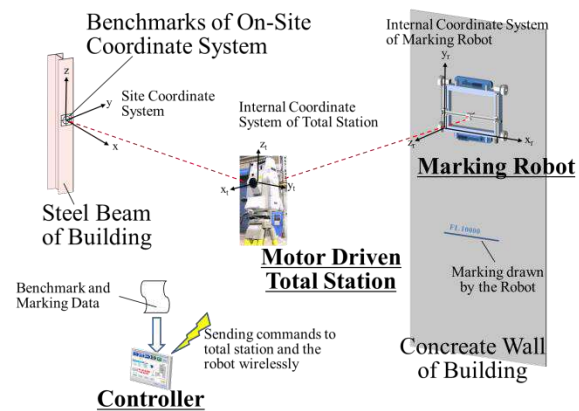 Benchmarks of On-Site
Coordinate System
z
y
x
Site Coordinate
System
Steel Beam
of Building
Internal Coordinate
System of Total Station
zt
xt
yt
Motor Driven
Total Station
Internal Coordinate System
of Marking Robot
yr
zr
xr
Marking Robot
FL 10000
Marking drawn
by the Robot
Concreate Wall
of Building
Benchmark and
Marking Data
Sending commands to
total station and the
robot wirelessly
Controller